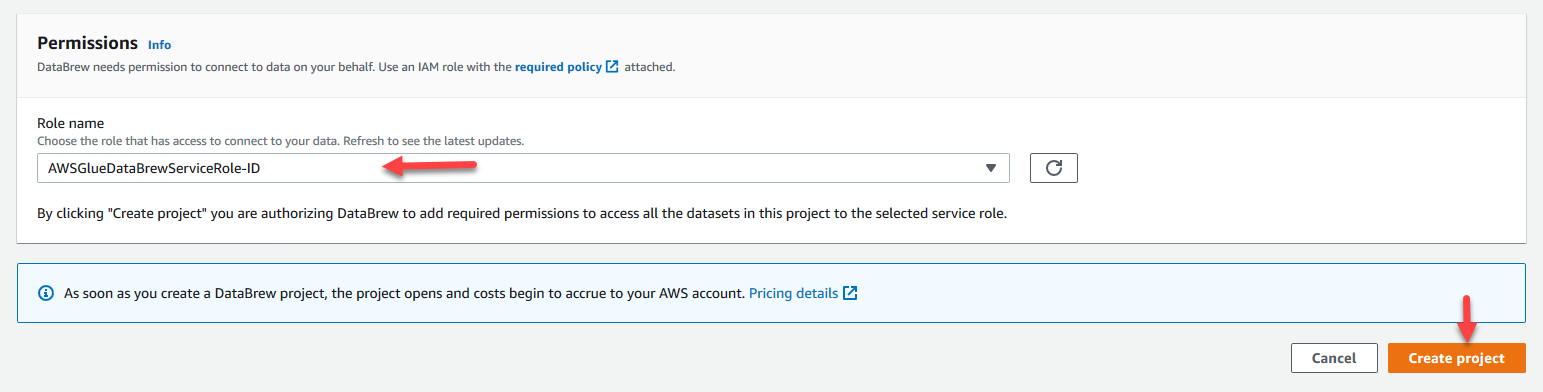 Permissions Info
DataBrew needs permission to connect to data on your behalf. Use an IAM role with the required policy attached.
Role name
Choose the role that has access to connect to your data. Refresh to see the latest updates.
AWSGlueDataBrewServiceRole-ID
By clicking "Create project" you are authorizing DataBrew to add required permissions to access all the datasets in this project to the selected service role.
As soon as you create a DataBrew project, the project opens and costs begin to accrue to your AWS account. Pricing details
Cancel Create project